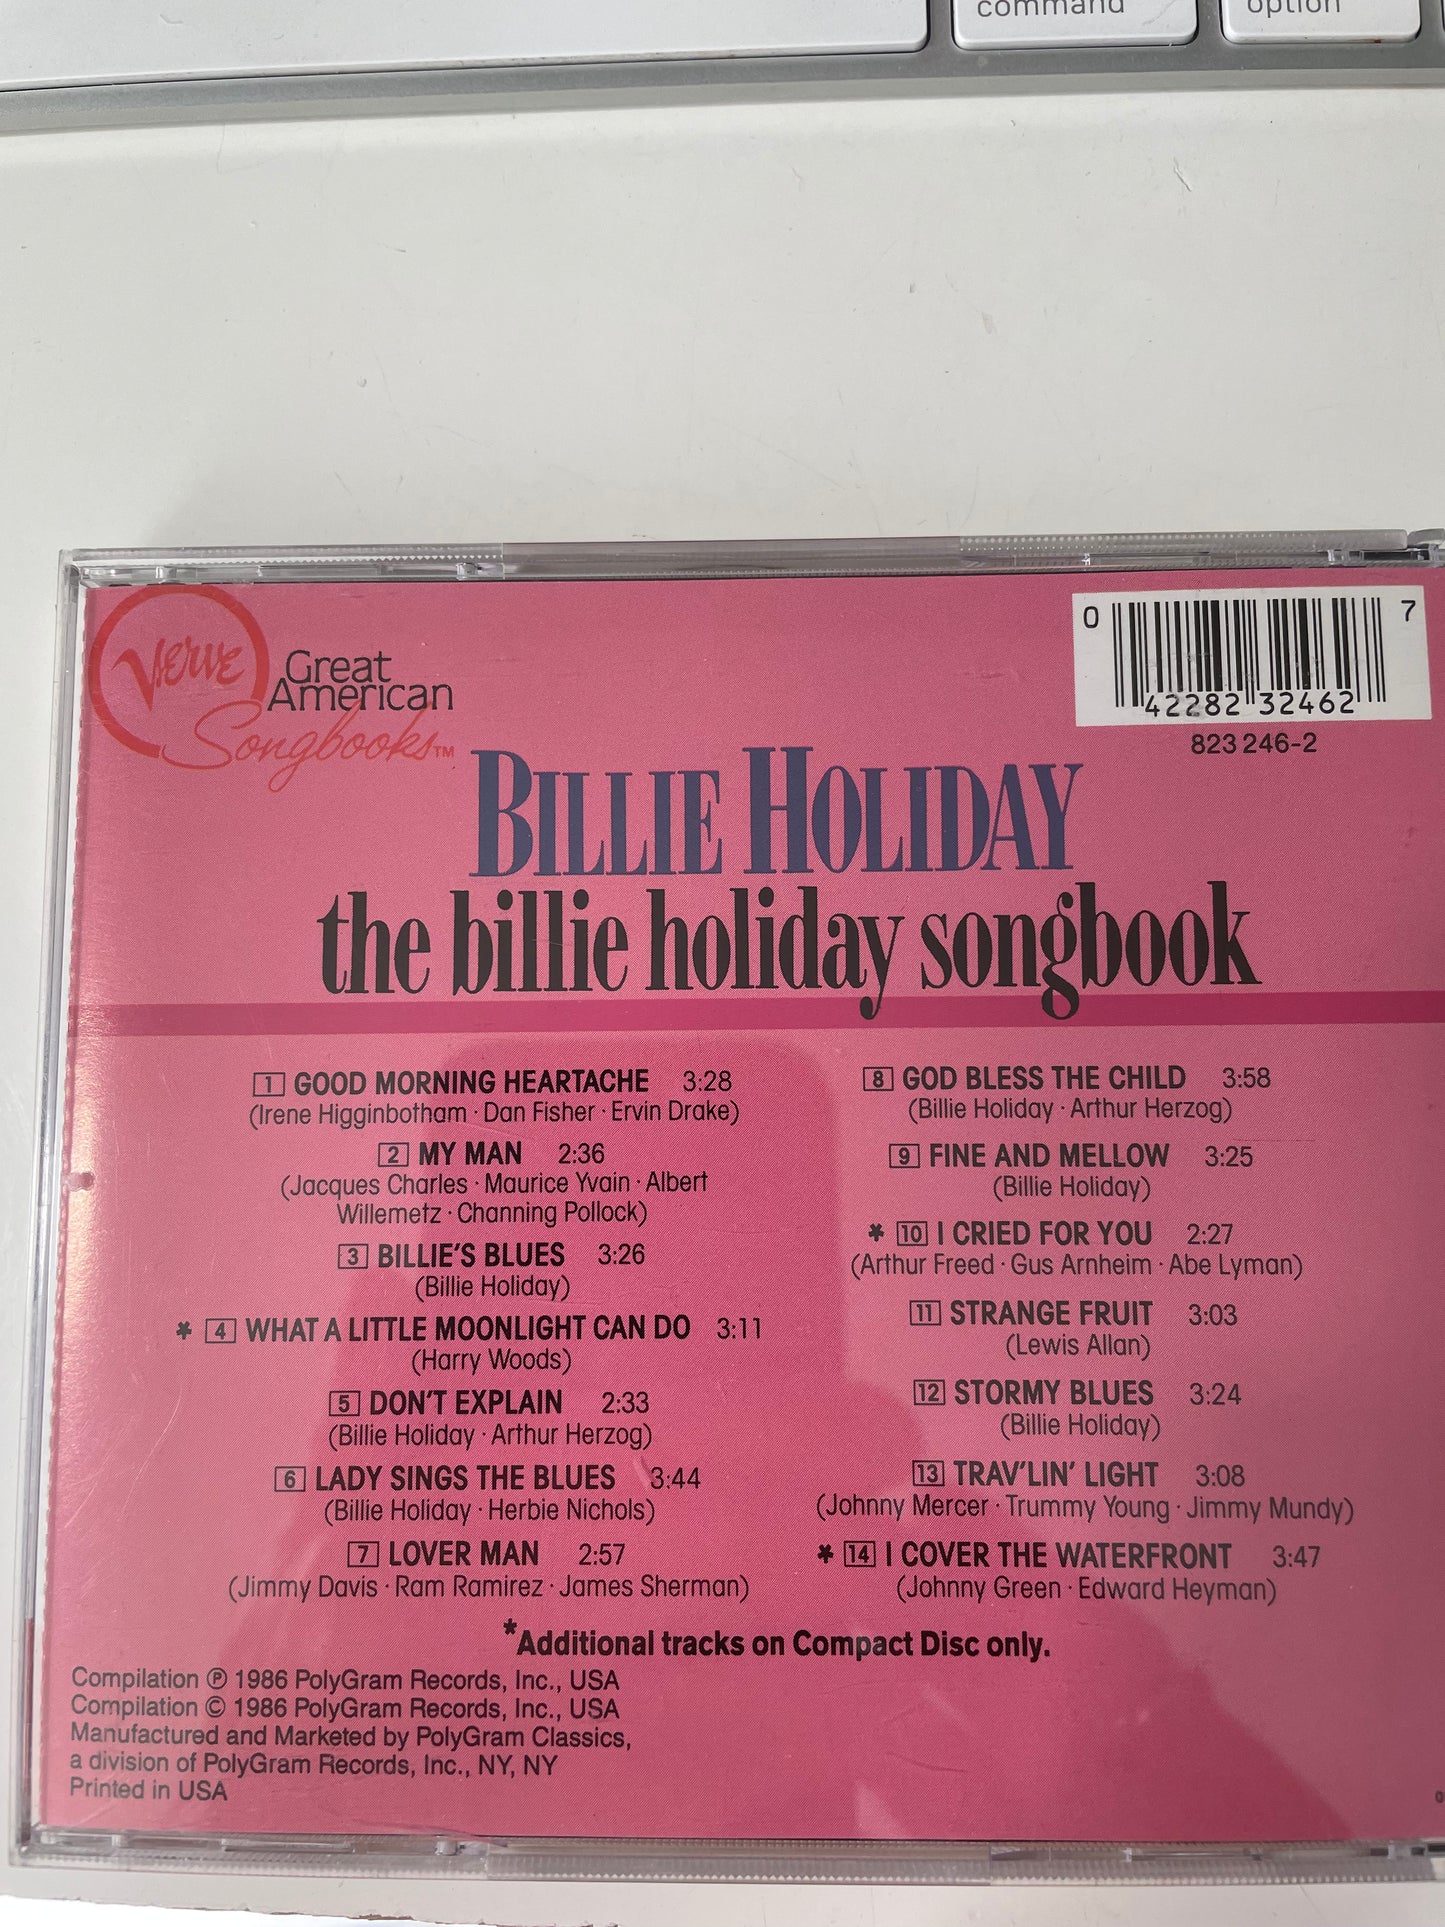 command
option
Verve
Great
American
Songbooks™
0 42282 32462 7
823 246-2
BILLIE HOLIDAY
the billie holiday songbook
1 GOOD MORNING HEARTACHE 3:28
(Irene Higginbotham · Dan Fisher · Ervin Drake)
2 MY MAN 2:36
(Jacques Charles · Maurice Yvain · Albert
Willemetz · Channing Pollock)
3 BILLIE'S BLUES 3:26
(Billie Holiday)
* 4 WHAT A LITTLE MOONLIGHT CAN DO 3:11
(Harry Woods)
5 DON'T EXPLAIN 2:33
(Billie Holiday · Arthur Herzog)
6 LADY SINGS THE BLUES 3:44
(Billie Holiday · Herbie Nichols)
7 LOVER MAN 2:57
(Jimmy Davis · Ram Ramirez · James Sherman)
8 GOD BLESS THE CHILD 3:58
(Billie Holiday · Arthur Herzog)
9 FINE AND MELLOW 3:25
(Billie Holiday)
* 10 I CRIED FOR YOU 2:27
(Arthur Freed · Gus Arnheim · Abe Lyman)
11 STRANGE FRUIT 3:03
(Lewis Allan)
12 STORMY BLUES 3:24
(Billie Holiday)
13 TRAV'LIN' LIGHT 3:08
(Johnny Mercer · Trummy Young · Jimmy Mundy)
* 14 I COVER THE WATERFRONT 3:47
(Johnny Green · Edward Heyman)
*Additional tracks on Compact Disc only.
Compilation ℗ 1986 PolyGram Records, Inc., USA
Compilation © 1986 PolyGram Records, Inc., USA
Manufactured and Marketed by PolyGram Classics,
a division of PolyGram Records, Inc., NY, NY
Printed in USA